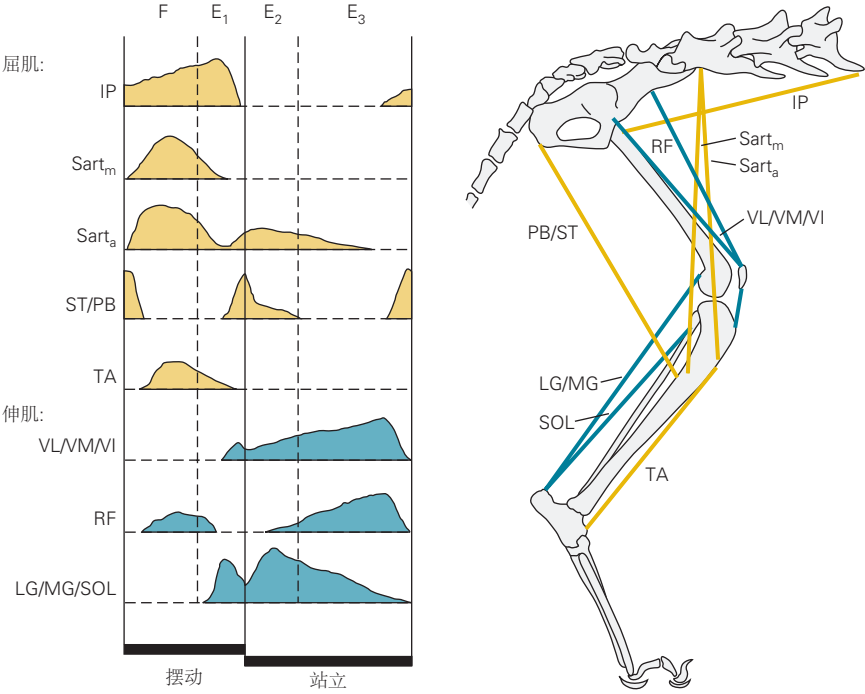 F E₁ E₂ E₃
屈肌:
IP
Sartₘ
Sartₐ
ST/PB
TA
伸肌:
VL/VM/VI
RF
LG/MG/SOL
摆动
站立
IP
RF
Sartₘ
Sartₐ
VL/VM/VI
PB/ST
LG/MG
SOL
TA